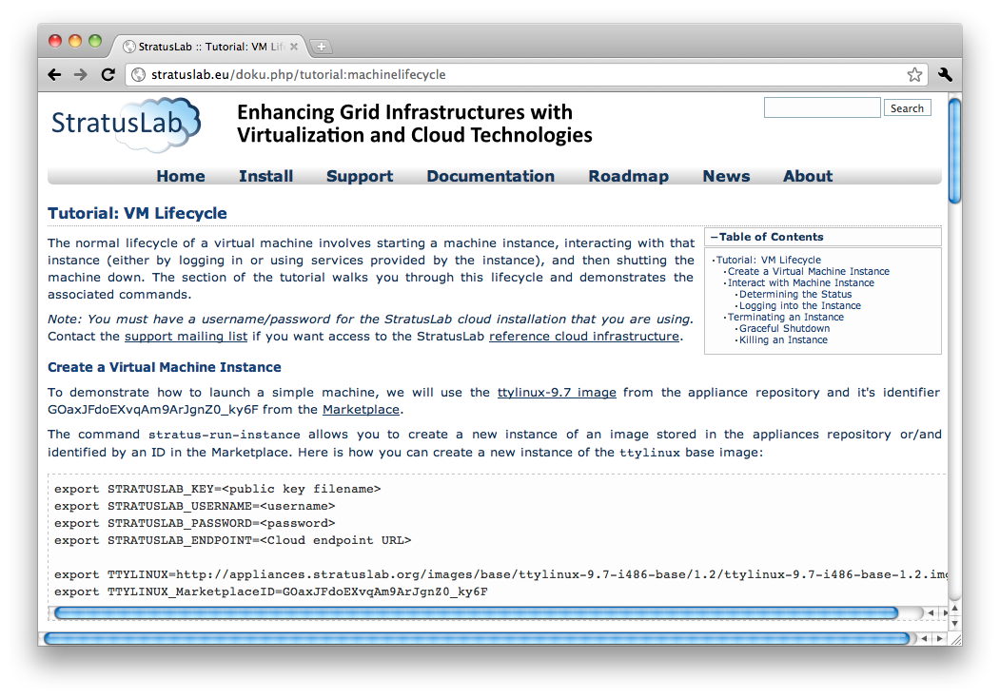 StratusLab :: Tutorial: VM Lif
stratuslab.eu/doku.php/tutorial:machinelifecycle
StratusLab
Enhancing Grid Infrastructures with
Virtualization and Cloud Technologies
Search
Home Install Support Documentation Roadmap News About
Tutorial: VM Lifecycle
The normal lifecycle of a virtual machine involves starting a machine instance, interacting with that
instance (either by logging in or using services provided by the instance), and then shutting the
machine down. The section of the tutorial walks you through this lifecycle and demonstrates the
associated commands.
Note: You must have a username/password for the StratusLab cloud installation that you are using.
Contact the support mailing list if you want access to the StratusLab reference cloud infrastructure.
−Table of Contents
·Tutorial: VM Lifecycle
·Create a Virtual Machine Instance
·Interact with Machine Instance
·Determining the Status
·Logging into the Instance
·Terminating an Instance
·Graceful Shutdown
·Killing an Instance
Create a Virtual Machine Instance
To demonstrate how to launch a simple machine, we will use the ttylinux-9.7 image from the appliance repository and it's identifier
GOaxJFdoEXvqAm9ArJgnZ0_ky6F from the Marketplace.
The command stratus-run-instance allows you to create a new instance of an image stored in the appliances repository or/and
identified by an ID in the Marketplace. Here is how you can create a new instance of the ttylinux base image:
export STRATUSLAB_KEY=<public key filename>
export STRATUSLAB_USERNAME=<username>
export STRATUSLAB_PASSWORD=<password>
export STRATUSLAB_ENDPOINT=<Cloud endpoint URL>
export TTYLINUX=http://appliances.stratuslab.org/images/base/ttylinux-9.7-i486-base/1.2/ttylinux-9.7-i486-base-1.2.img
export TTYLINUX_MarketplaceID=GOaxJFdoEXvqAm9ArJgnZ0_ky6F